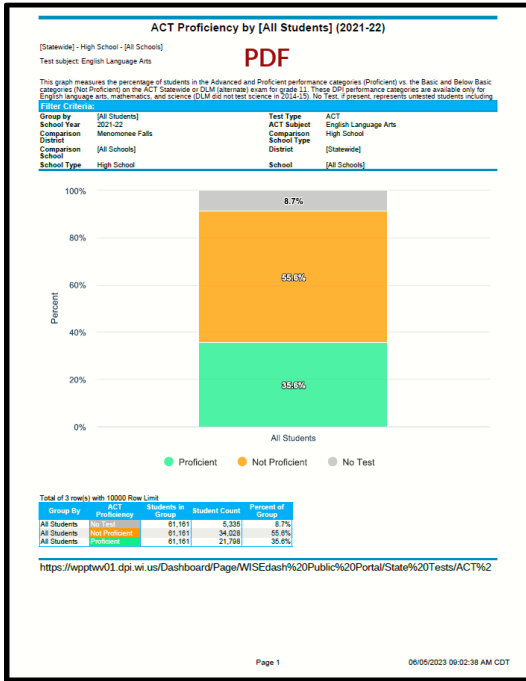 ACT Proficiency by [All Students] (2021-22)
[Statewide] - High School - [All Schools]
Test subject: English Language Arts
PDF
This graph measures the percentage of students in the Advanced and Proficient performance categories (Proficient) vs. the Basic and Below Basic
categories (Not Proficient) on the ACT Statewide or DLM (alternate) exam for grade 11. These DPI performance categories are available only for
English language arts, mathematics, and science (DLM did not test science in 2014-15). No Test, if present, represents untested students including
Filter Criteria:
Group by [All Students] Test Type ACT
School Year 2021-22 ACT Subject English Language Arts
Comparison District Menomonee Falls Comparison School Type High School
Comparison School [All Schools] District [Statewide]
School Type High School School [All Schools]
100%
80%
60%
40%
20%
0%
Percent
8.7%
55.6%
35.6%
All Students
Proficient Not Proficient No Test
Total of 3 row(s) with 10000 Row Limit
Group By ACT Proficiency Students in Group Student Count Percent of Group
All Students No Test 61,161 5,335 8.7%
All Students Not Proficient 61,161 34,028 55.6%
All Students Proficient 61,161 21,798 35.6%
https://wpptwv01.dpi.wi.us/Dashboard/Page/WISEdash%20Public%20Portal/State%20Tests/ACT%2
Page 1 06/05/2023 09:02:38 AM CDT